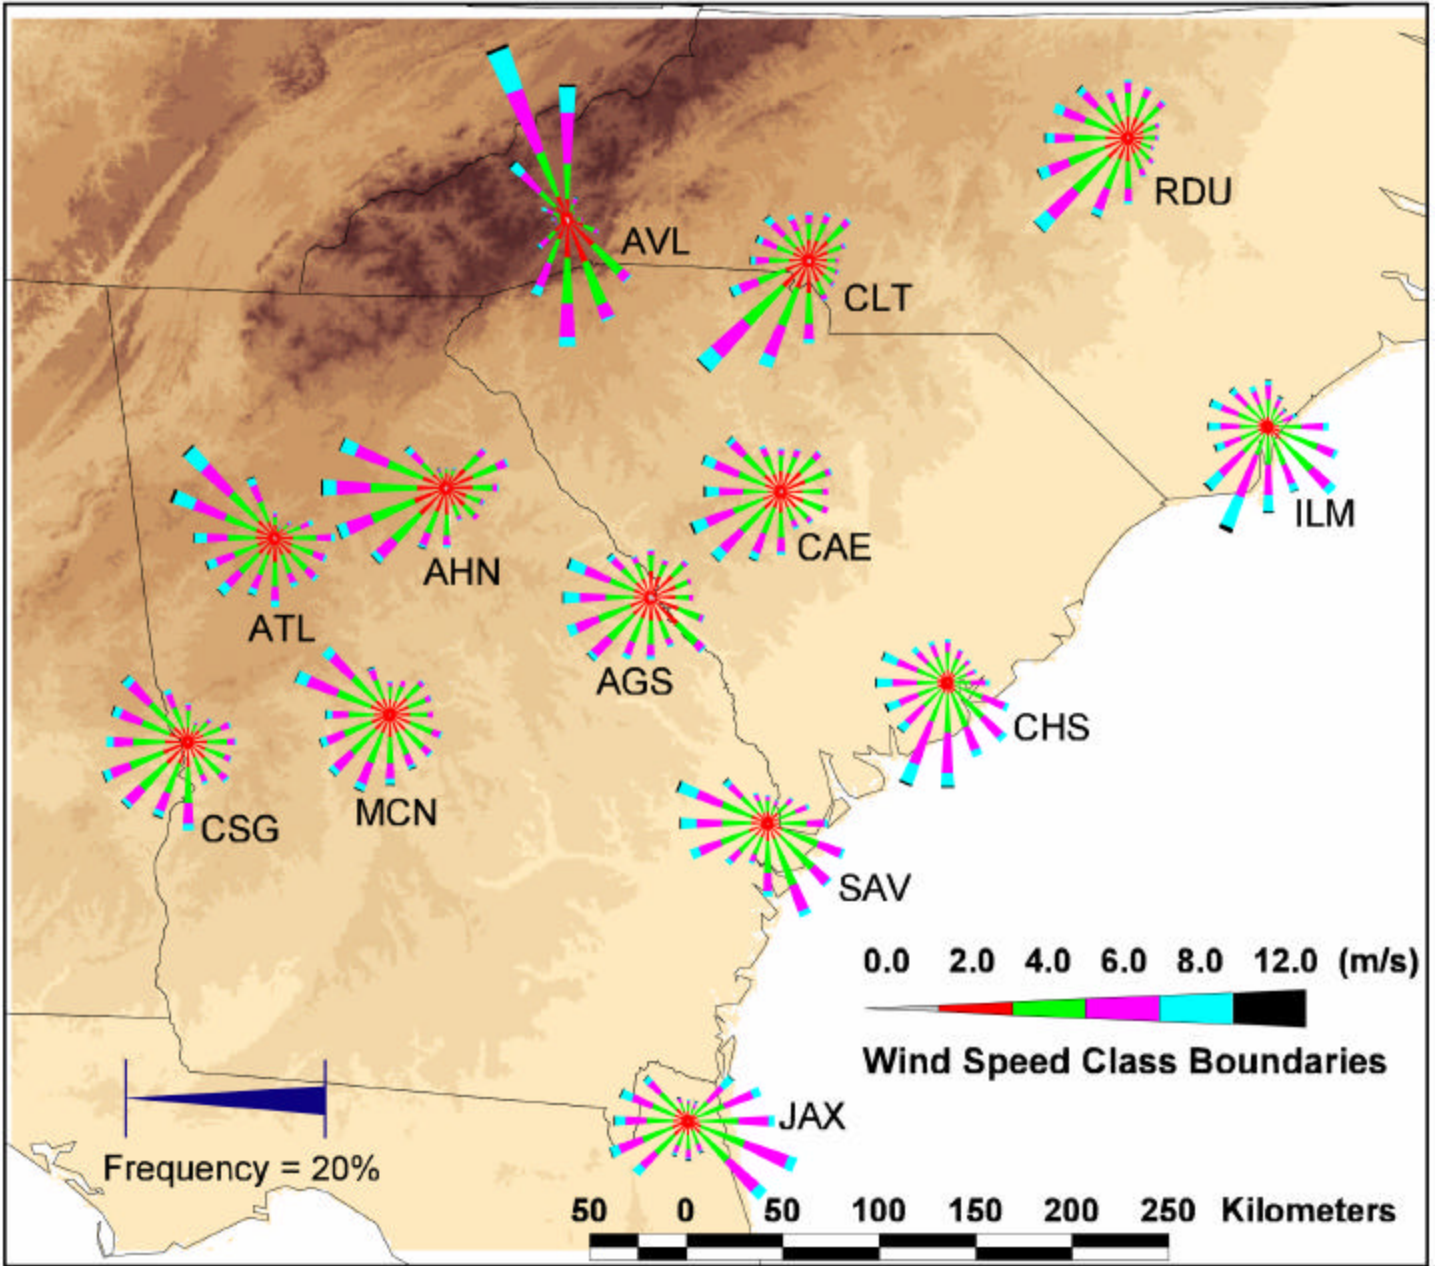 RDU
AVL
CLT
ILM
CAE
AHN
ATL
AGS
CHS
MCN
CSG
SAV
0.0 2.0 4.0 6.0 8.0 12.0 (m/s)
Wind Speed Class Boundaries
JAX
Frequency = 20%
50 0 50 100 150 200 250 Kilometers